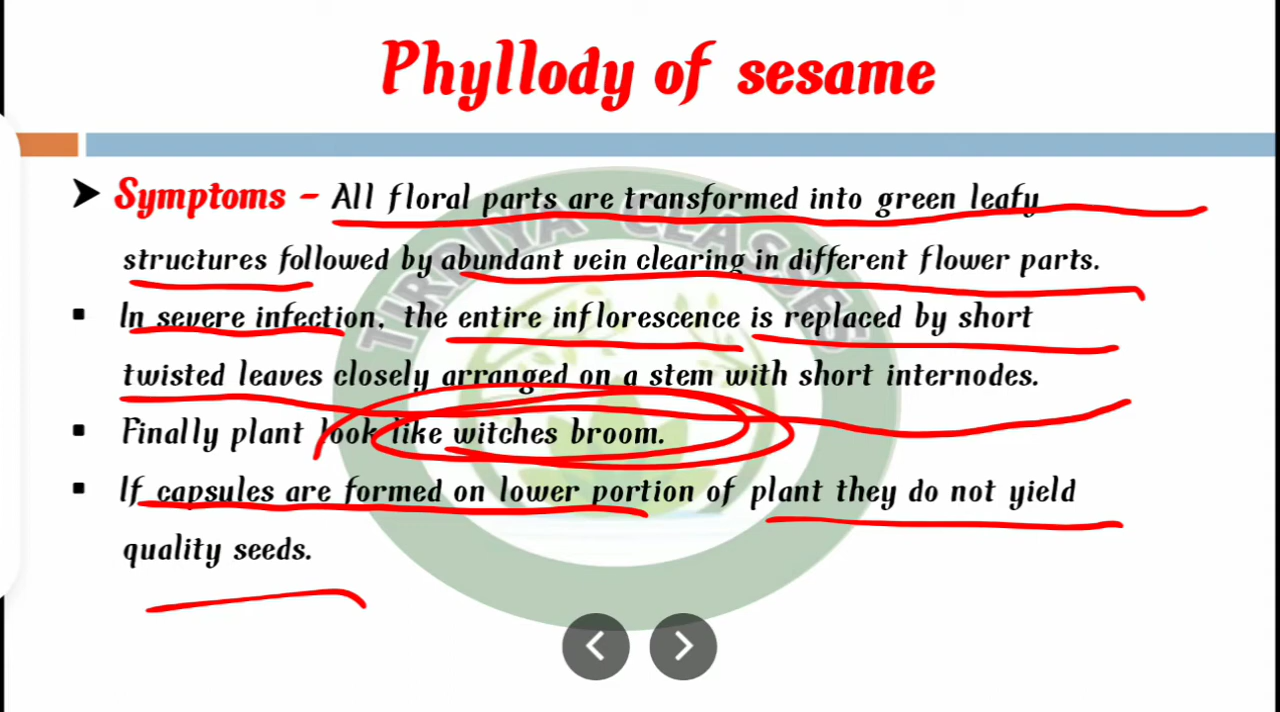 Phyllody of sesame
➤ Symptoms – All floral parts are transformed into green leafy
structures followed by abundant vein clearing in different flower parts.
▪ In severe infection, the entire inflorescence is replaced by short
twisted leaves closely arranged on a stem with short internodes.
▪ Finally plant look like witches broom.
▪ If capsules are formed on lower portion of plant they do not yield
quality seeds.
TIRRIYA CLASSES